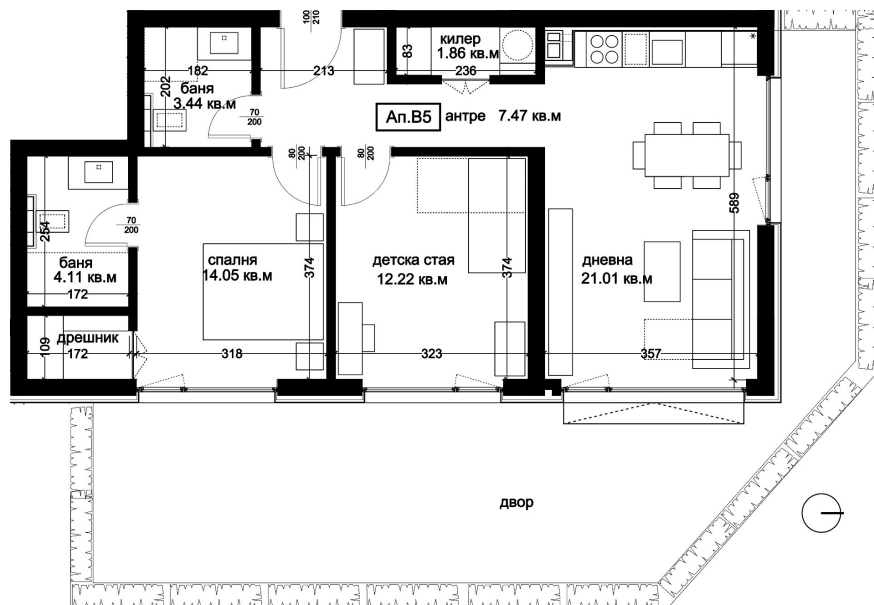 100
210
килер
1.86 кв.м
83
236
182
213
202
баня
3.44 кв.м
70
200
Ап.В5 антре 7.47 кв.м
80
200
80
200
589
254
70
200
баня
4.11 кв.м
172
спалня
14.05 кв.м
374
детска стая
12.22 кв.м
374
дневна
21.01 кв.м
дрешник
109
172
318
323
357
двор